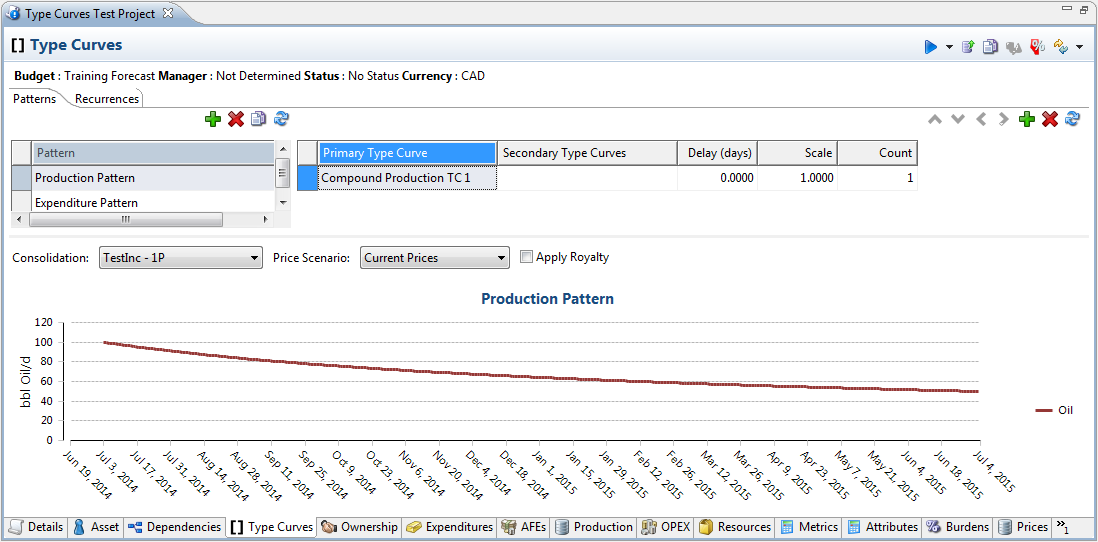 Type Curves Test Project
[] Type Curves
Budget : Training Forecast Manager : Not Determined Status : No Status Currency : CAD
Patterns Recurrences
Pattern
Production Pattern
Expenditure Pattern
Primary Type Curve Secondary Type Curves Delay (days) Scale Count
Compound Production TC1 0.0000 1.0000 1
Consolidation: TestInc - 1P Price Scenario: Current Prices Apply Royalty
Production Pattern
bbl Oil/d
120
100
80
60
40
20
0
Oil
Jun 19, 2014
Jul 3, 2014
Jul 17, 2014
Jul 31, 2014
Aug 14, 2014
Aug 28, 2014
Sep 11, 2014
Sep 25, 2014
Oct 9, 2014
Oct 23, 2014
Nov 6, 2014
Nov 20, 2014
Dec 4, 2014
Dec 18, 2014
Jan 1, 2015
Jan 15, 2015
Jan 29, 2015
Feb 12, 2015
Feb 26, 2015
Mar 12, 2015
Mar 26, 2015
Apr 9, 2015
Apr 23, 2015
May 7, 2015
May 21, 2015
Jun 4, 2015
Jun 18, 2015
Jul 4, 2015
Details Asset Dependencies [] Type Curves Ownership Expenditures AFEs Production OPEX Resources Metrics Attributes Burdens Prices »1